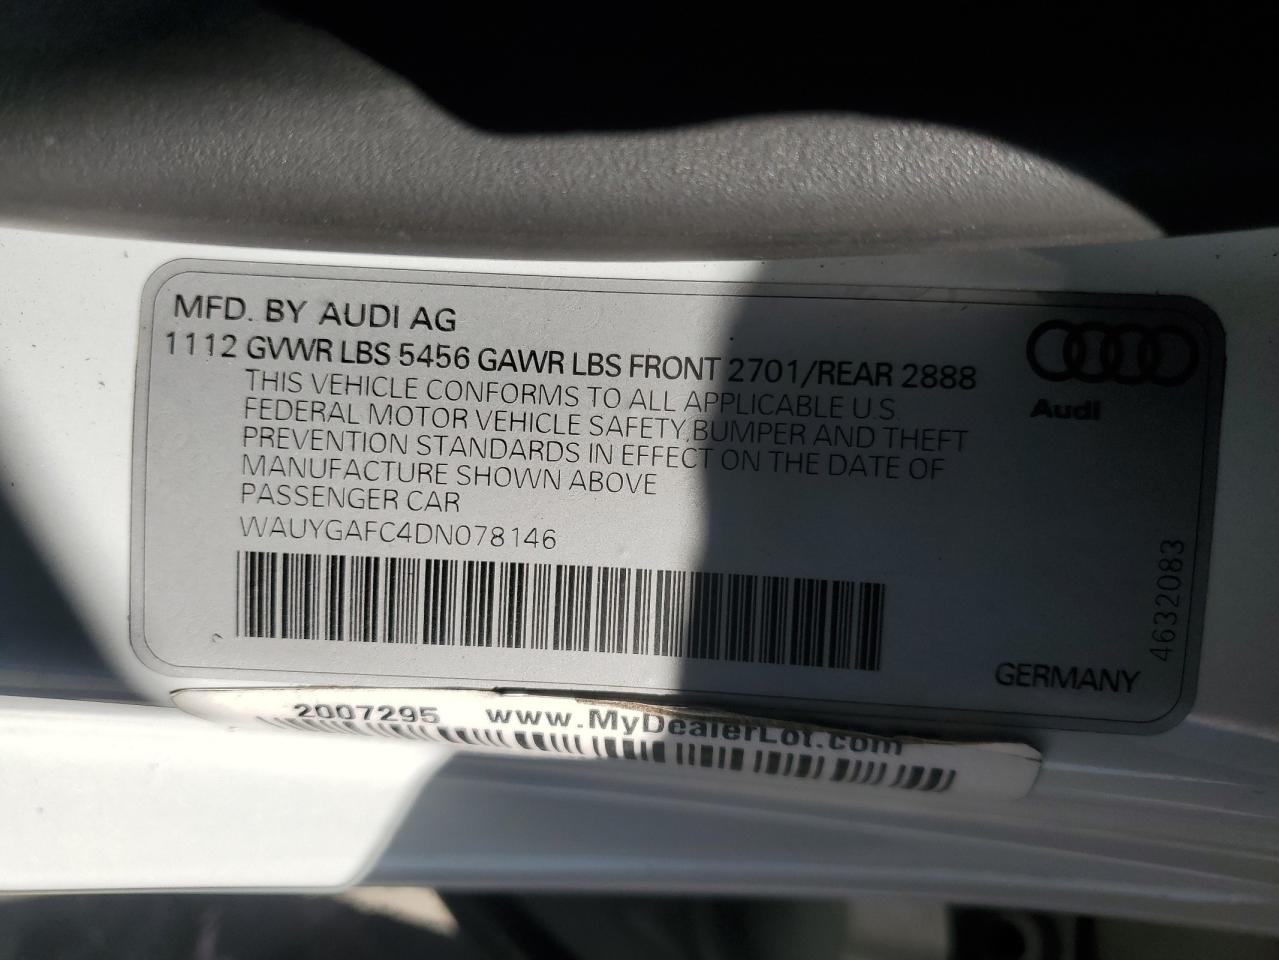 MFD. BY AUDI AG
1112 GVWR LBS 5456 GAWR LBS FRONT 2701/REAR 2888
THIS VEHICLE CONFORMS TO ALL APPLICABLE U.S.
FEDERAL MOTOR VEHICLE SAFETY,BUMPER AND THEFT
PREVENTION STANDARDS IN EFFECT ON THE DATE OF
MANUFACTURE SHOWN ABOVE
PASSENGER CAR
WAUYGAFC4DN078146
Audi
4632083
GERMANY
2007295 www.MyDealerLot.com